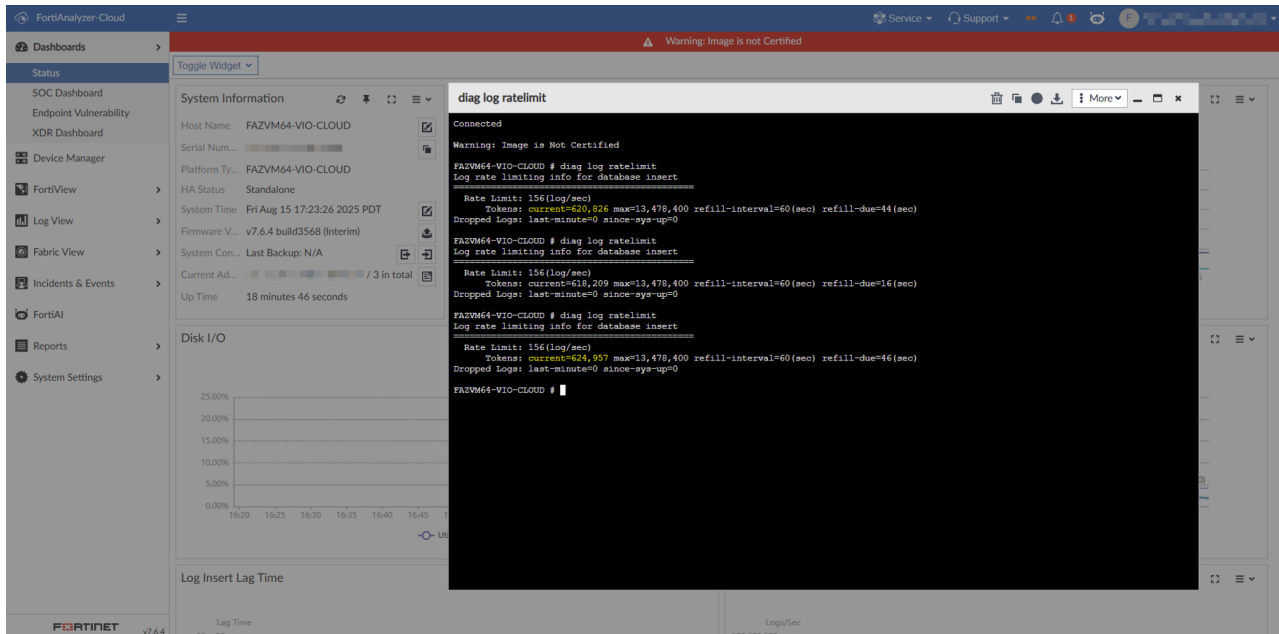 FortiAnalyzer-Cloud
Service
Support
1
F
Dashboards
Warning: Image is not Certified
Status
Toggle Widget
SOC Dashboard
Endpoint Vulnerability
XDR Dashboard
Device Manager
FortiView
Log View
Fabric View
Incidents & Events
FortiAI
Reports
System Settings
System Information
Host Name FAZVM64-VIO-CLOUD
Serial Num...
Platform Ty... FAZVM64-VIO-CLOUD
HA Status Standalone
System Time Fri Aug 15 17:23:26 2025 PDT
Firmware V... v7.6.4 build3568 (Interim)
System Con... Last Backup: N/A
Current Ad... / 3 in total
Up Time 18 minutes 46 seconds
diag log ratelimit
More
Connected
Warning: Image is Not Certified
FAZVM64-VIO-CLOUD # diag log ratelimit
Log rate limiting info for database insert
================================================
Rate Limit: 156(log/sec)
Tokens: current=620,826 max=13,478,400 refill-interval=60(sec) refill-due=44(sec)
Dropped Logs: last-minute=0 since-sys-up=0
FAZVM64-VIO-CLOUD # diag log ratelimit
Log rate limiting info for database insert
================================================
Rate Limit: 156(log/sec)
Tokens: current=618,209 max=13,478,400 refill-interval=60(sec) refill-due=16(sec)
Dropped Logs: last-minute=0 since-sys-up=0
FAZVM64-VIO-CLOUD # diag log ratelimit
Log rate limiting info for database insert
================================================
Rate Limit: 156(log/sec)
Tokens: current=624,957 max=13,478,400 refill-interval=60(sec) refill-due=46(sec)
Dropped Logs: last-minute=0 since-sys-up=0
FAZVM64-VIO-CLOUD #
Disk I/O
25.00%
20.00%
15.00%
10.00%
5.00%
0.00%
16:20 16:25 16:30 16:35 16:40 16:45
Uti
Log Insert Lag Time
Lag Time
Logs/Sec
FORTINET v7.6.4